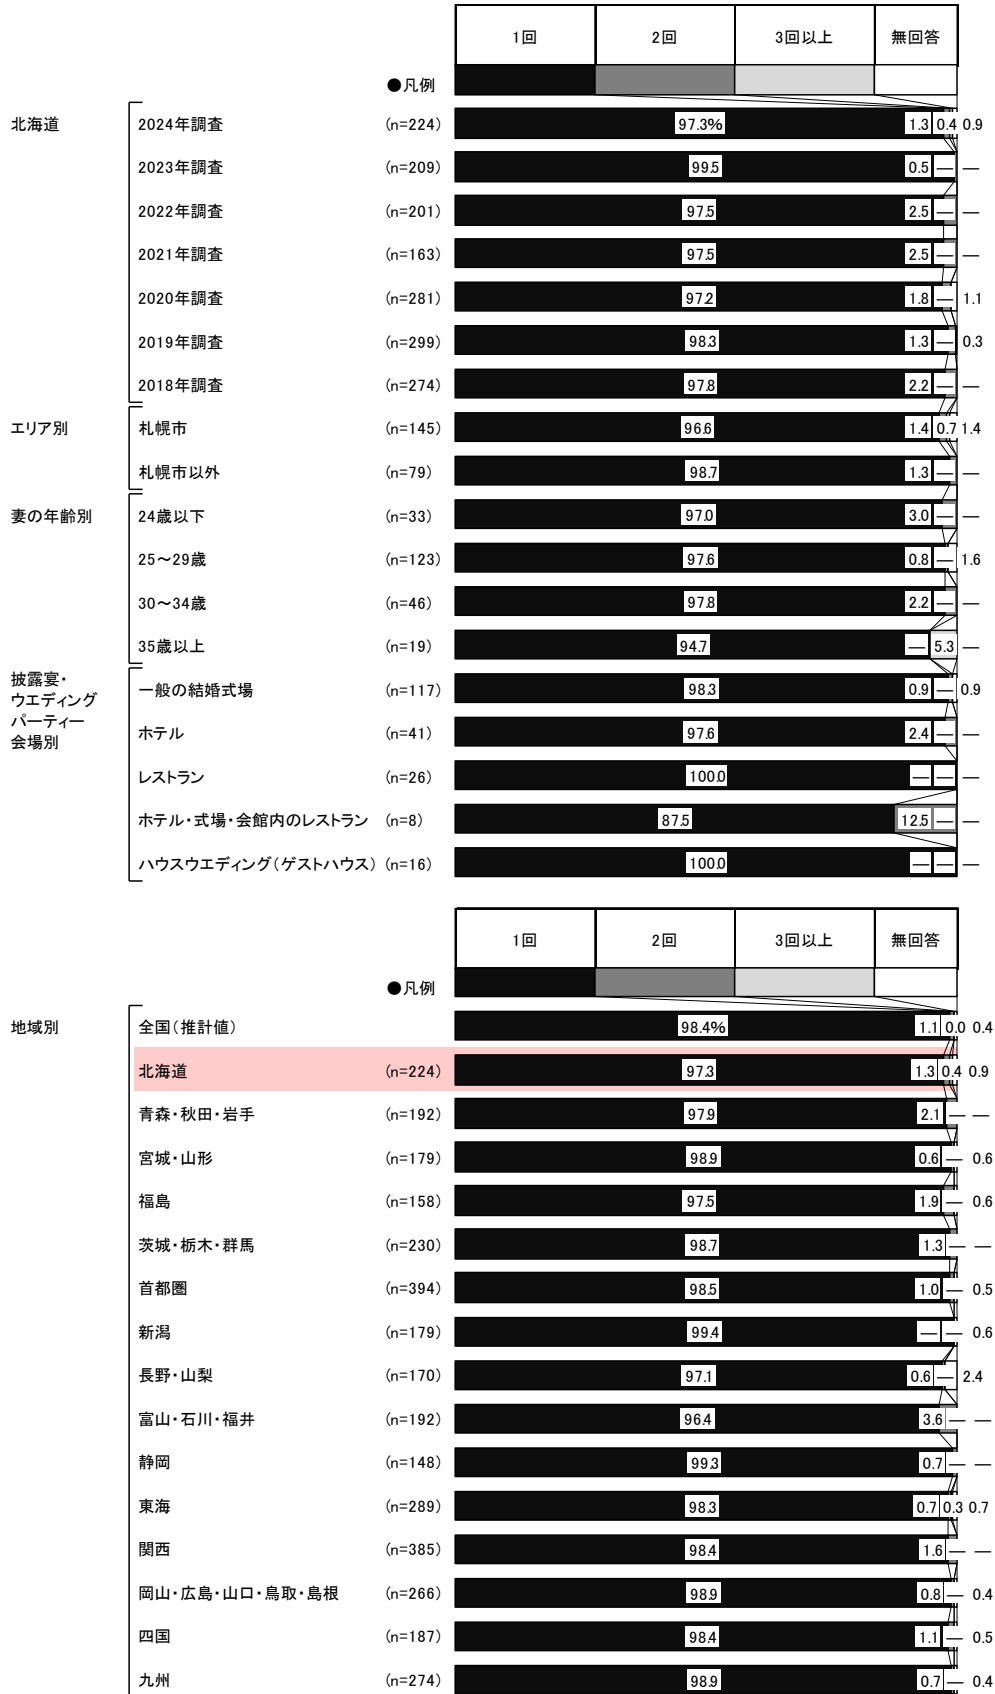 1回 2回 3回以上 無回答
●凡例
北海道 2024年調査 (n=224) 97.3% 1.3 0.4 0.9
2023年調査 (n=209) 99.5 0.5 — —
2022年調査 (n=201) 97.5 2.5 — —
2021年調査 (n=163) 97.5 2.5 — —
2020年調査 (n=281) 97.2 1.8 — 1.1
2019年調査 (n=299) 98.3 1.3 — 0.3
2018年調査 (n=274) 97.8 2.2 — —
エリア別 札幌市 (n=145) 96.6 1.4 0.7 1.4
札幌市以外 (n=79) 98.7 1.3 — —
妻の年齢別 24歳以下 (n=33) 97.0 3.0 — —
25～29歳 (n=123) 97.6 0.8 — 1.6
30～34歳 (n=46) 97.8 2.2 — —
35歳以上 (n=19) 94.7 — 5.3 —
披露宴・
ウエディング
パーティー
会場別
一般の結婚式場 (n=117) 98.3 0.9 — 0.9
ホテル (n=41) 97.6 2.4 — —
レストラン (n=26) 100.0 — — —
ホテル・式場・会館内のレストラン (n=8) 87.5 12.5 — —
ハウスウエディング(ゲストハウス) (n=16) 100.0 — — —
1回 2回 3回以上 無回答
●凡例
地域別 全国(推計値) 98.4% 1.1 0.0 0.4
北海道 (n=224) 97.3 1.3 0.4 0.9
青森・秋田・岩手 (n=192) 97.9 2.1 — —
宮城・山形 (n=179) 98.9 0.6 — 0.6
福島 (n=158) 97.5 1.9 — 0.6
茨城・栃木・群馬 (n=230) 98.7 1.3 — —
首都圏 (n=394) 98.5 1.0 — 0.5
新潟 (n=179) 99.4 — — 0.6
長野・山梨 (n=170) 97.1 0.6 — 2.4
富山・石川・福井 (n=192) 96.4 3.6 — —
静岡 (n=148) 99.3 0.7 — —
東海 (n=289) 98.3 0.7 0.3 0.7
関西 (n=385) 98.4 1.6 — —
岡山・広島・山口・鳥取・島根 (n=266) 98.9 0.8 — 0.4
四国 (n=187) 98.4 1.1 — 0.5
九州 (n=274) 98.9 0.7 — 0.4